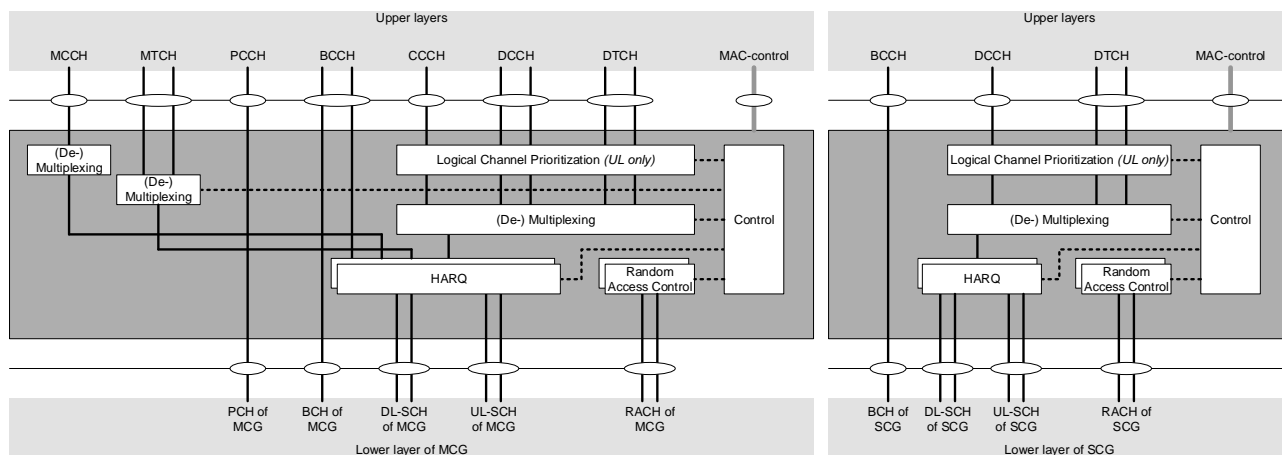 Upper layers
MCCH MTCH PCCH BCCH CCCH DCCH DTCH MAC-control
(De-)
Multiplexing
(De-)
Multiplexing
Logical Channel Prioritization (UL only)
(De-) Multiplexing
Control
HARQ
Random
Access Control
PCH of
MCG
BCH of
MCG
DL-SCH
of MCG
UL-SCH
of MCG
RACH of
MCG
Lower layer of MCG
Upper layers
BCCH DCCH DTCH MAC-control
Logical Channel Prioritization (UL only)
(De-) Multiplexing
Control
HARQ
Random
Access Control
BCH of
SCG
DL-SCH
of SCG
UL-SCH
of SCG
RACH of
SCG
Lower layer of SCG